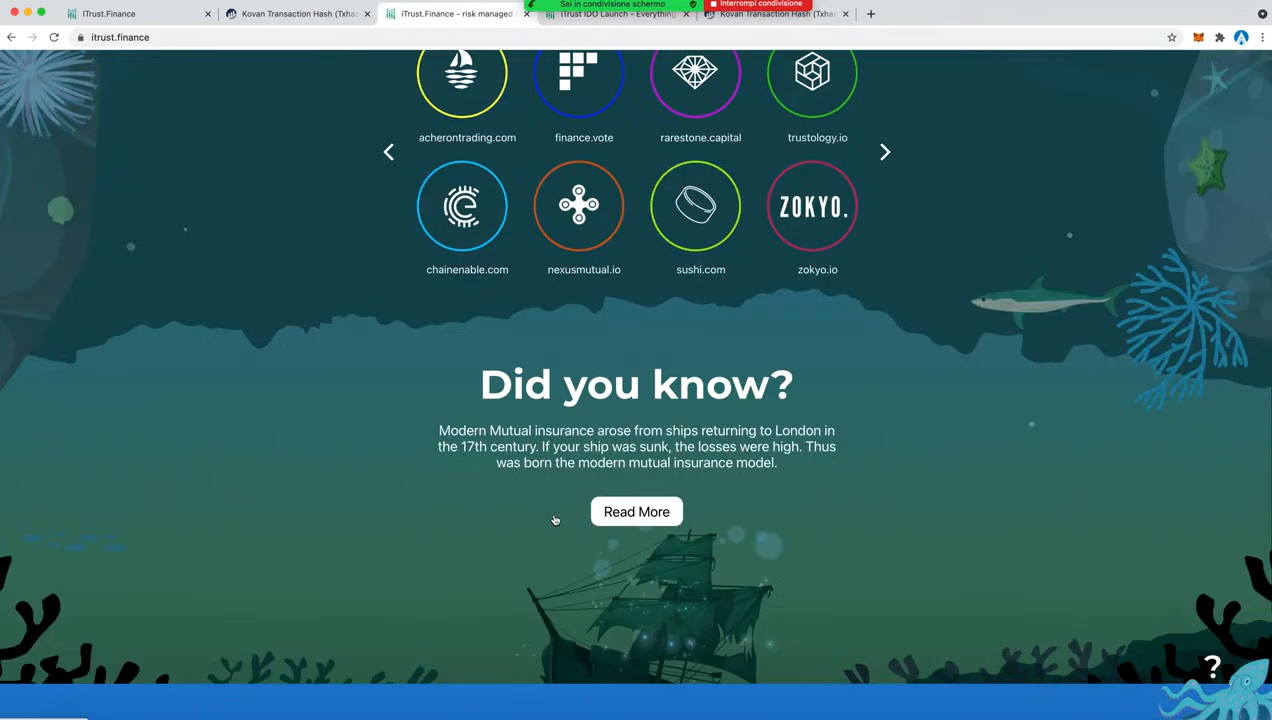 Sei in condivisione schermo
Interrompi condivisione
iTrust.Finance
Kovan Transaction Hash (Txhas
iTrust.Finance - risk managed
iTrust IDO Launch - Everything
Kovan Transaction Hash (Txhas
itrust.finance
acherontrading.com
finance.vote
rarestone.capital
trustology.io
ZOKYO.
chainenable.com
nexusmutual.io
sushi.com
zokyo.io
Did you know?
Modern Mutual insurance arose from ships returning to London in
the 17th century. If your ship was sunk, the losses were high. Thus
was born the modern mutual insurance model.
Read More
?